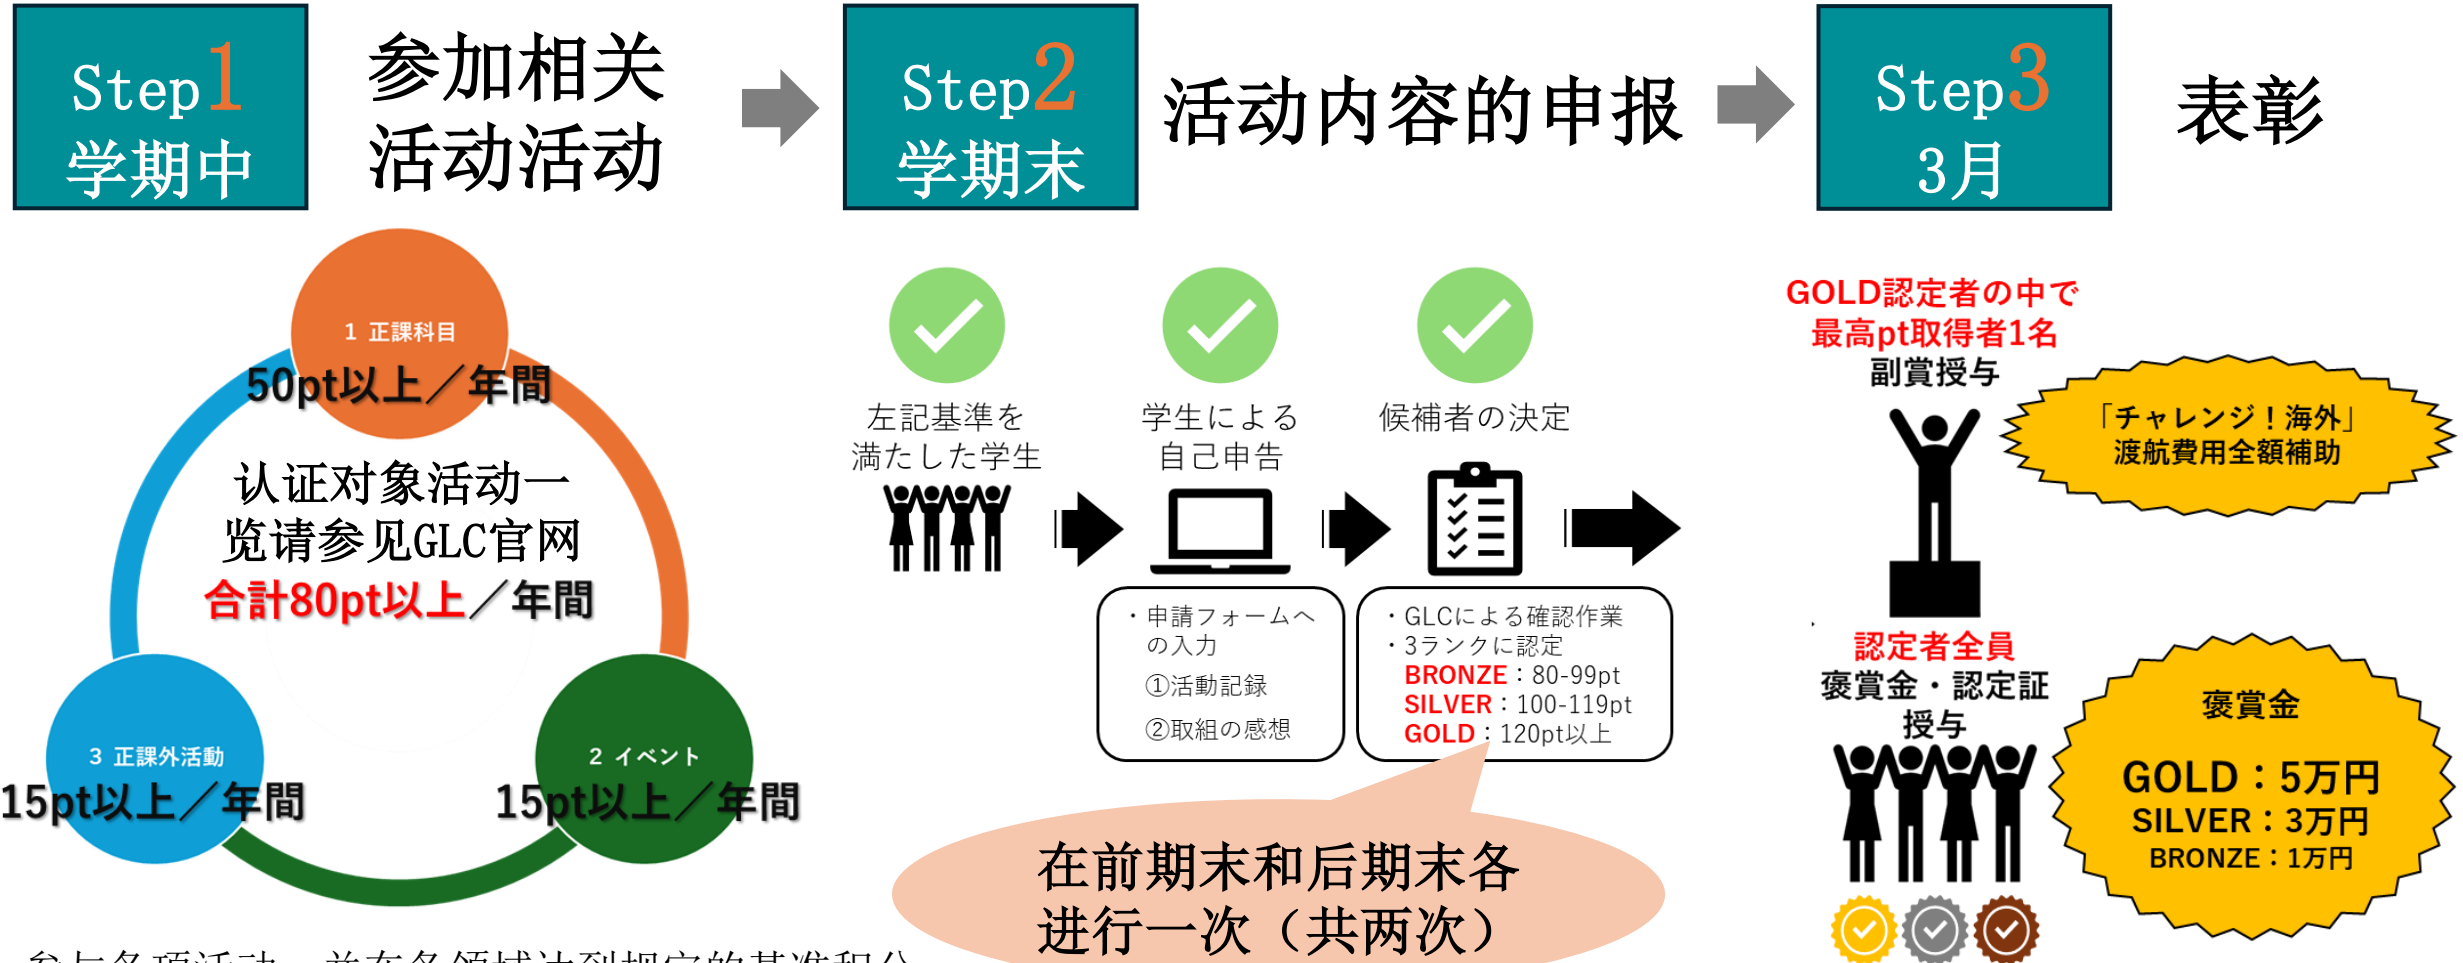 Step1
学期中
参加相关
活动活动
Step2
学期末
活动内容的申报
Step3
3月
表彰
1 正課科目
50pt以上／年間
认证对象活动一
览请参见GLC官网
合計80pt以上／年間
3 正課外活動
15pt以上／年間
2 イベント
15pt以上／年間
左記基準を
満たした学生
学生による
自己申告
候補者の決定
・申請フォームへ
の入力
①活動記録
②取組の感想
・GLCによる確認作業
・3ランクに認定
BRONZE：80-99pt
SILVER：100-119pt
GOLD：120pt以上
在前期末和后期末各
进行一次（共两次）
GOLD認定者の中で
最高pt取得者1名
副賞授与
「チャレンジ！海外」
渡航費用全額補助
認定者全員
褒賞金・認定証
授与
褒賞金
GOLD：5万円
SILVER：3万円
BRONZE：1万円